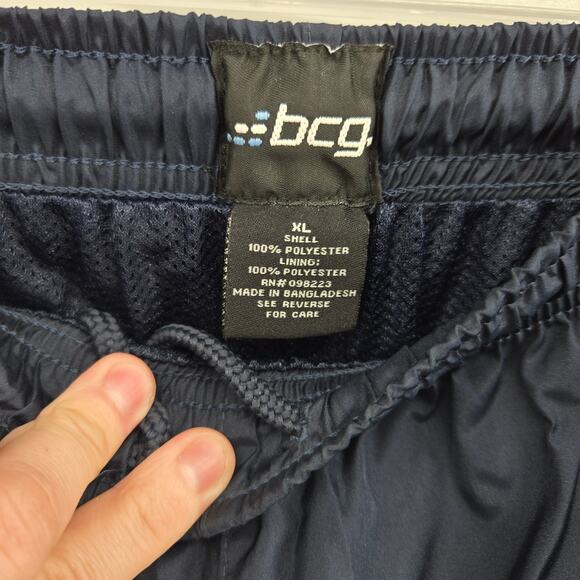 bcg
XL
SHELL
100% POLYESTER
LINING:
100% POLYESTER
RN# 098223
MADE IN BANGLADESH
SEE REVERSE
FOR CARE